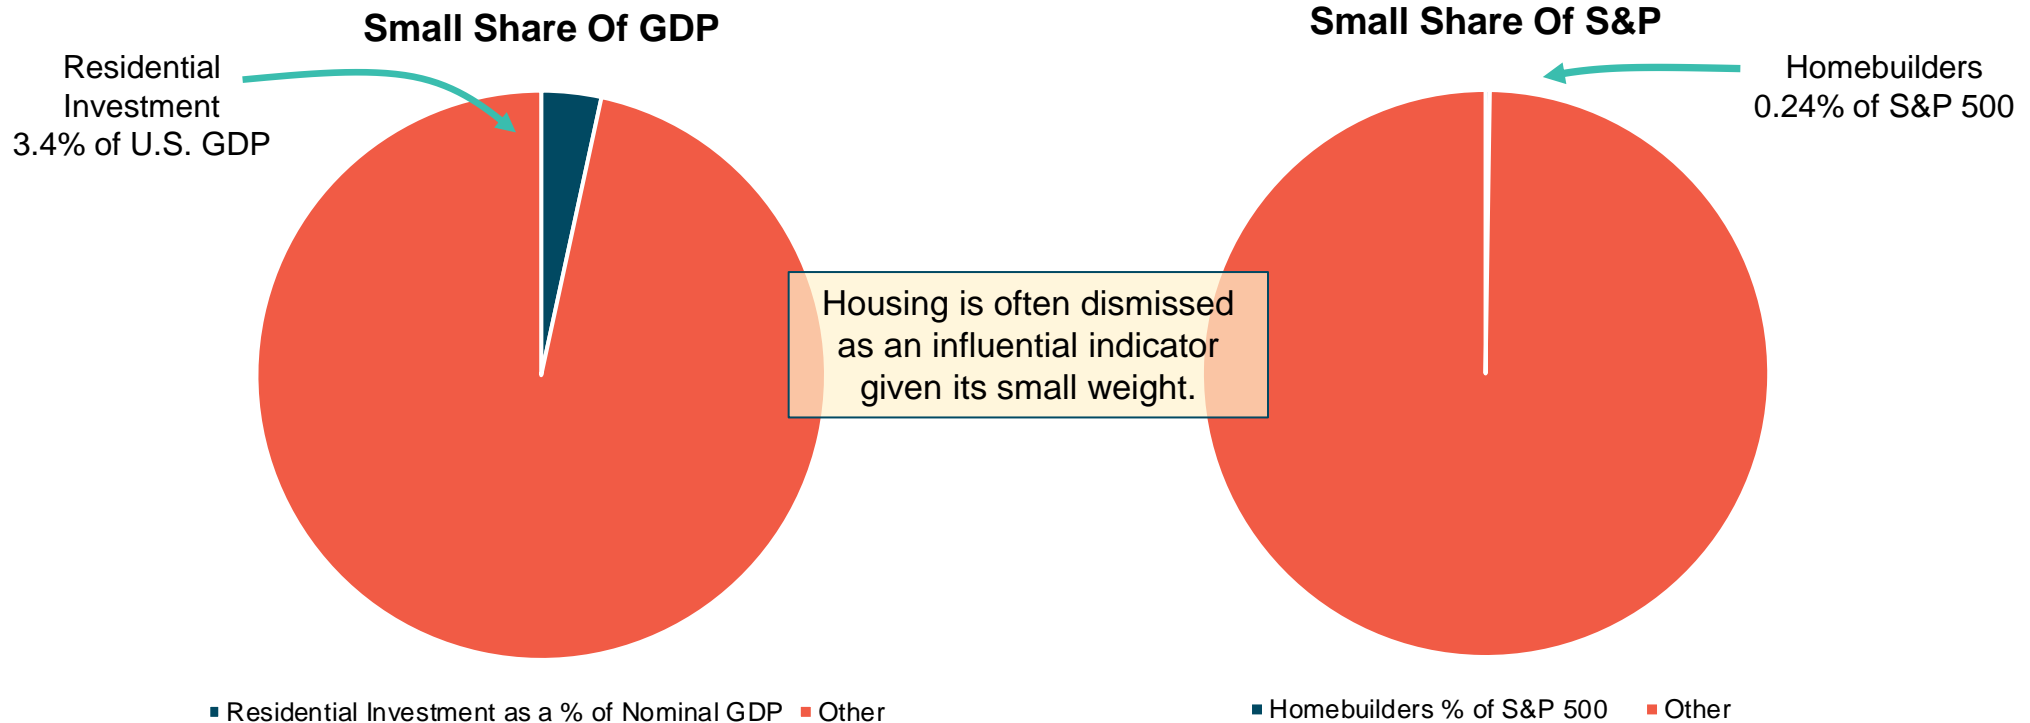 Small Share Of GDP
Residential
Investment
3.4% of U.S. GDP
Residential Investment as a % of Nominal GDP
Other
Housing is often dismissed
as an influential indicator
given its small weight.
Small Share Of S&P
Homebuilders
0.24% of S&P 500
Homebuilders % of S&P 500
Other